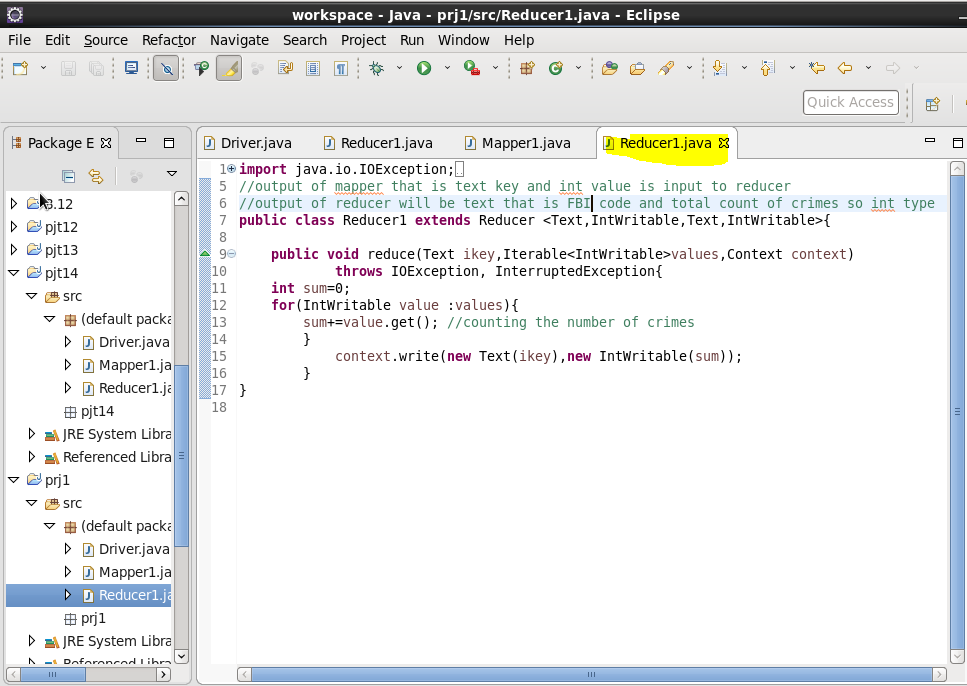 workspace - Java - prj1/src/Reducer1.java - Eclipse
File Edit Source Refactor Navigate Search Project Run Window Help
Quick Access
Package E
Driver.java
Reducer1.java
Mapper1.java
Reducer1.java
3.12
pjt12
pjt13
pjt14
src
(default packa
Driver.java
Mapper1.ja
Reducer1.ja
pjt14
JRE System Libra
Referenced Libra
prj1
src
(default packa
Driver.java
Mapper1.ja
Reducer1.ja
prj1
JRE System Libra
Referenced Libra
1 import java.io.IOException;
5 //output of mapper that is text key and int value is input to reducer
6 //output of reducer will be text that is FBI code and total count of crimes so int type
7 public class Reducer1 extends Reducer <Text,IntWritable,Text,IntWritable>{
8
9     public void reduce(Text ikey,Iterable<IntWritable>values,Context context)
10             throws IOException, InterruptedException{
11     int sum=0;
12     for(IntWritable value :values){
13         sum+=value.get(); //counting the number of crimes
14         }
15             context.write(new Text(ikey),new IntWritable(sum));
16         }
17 }
18